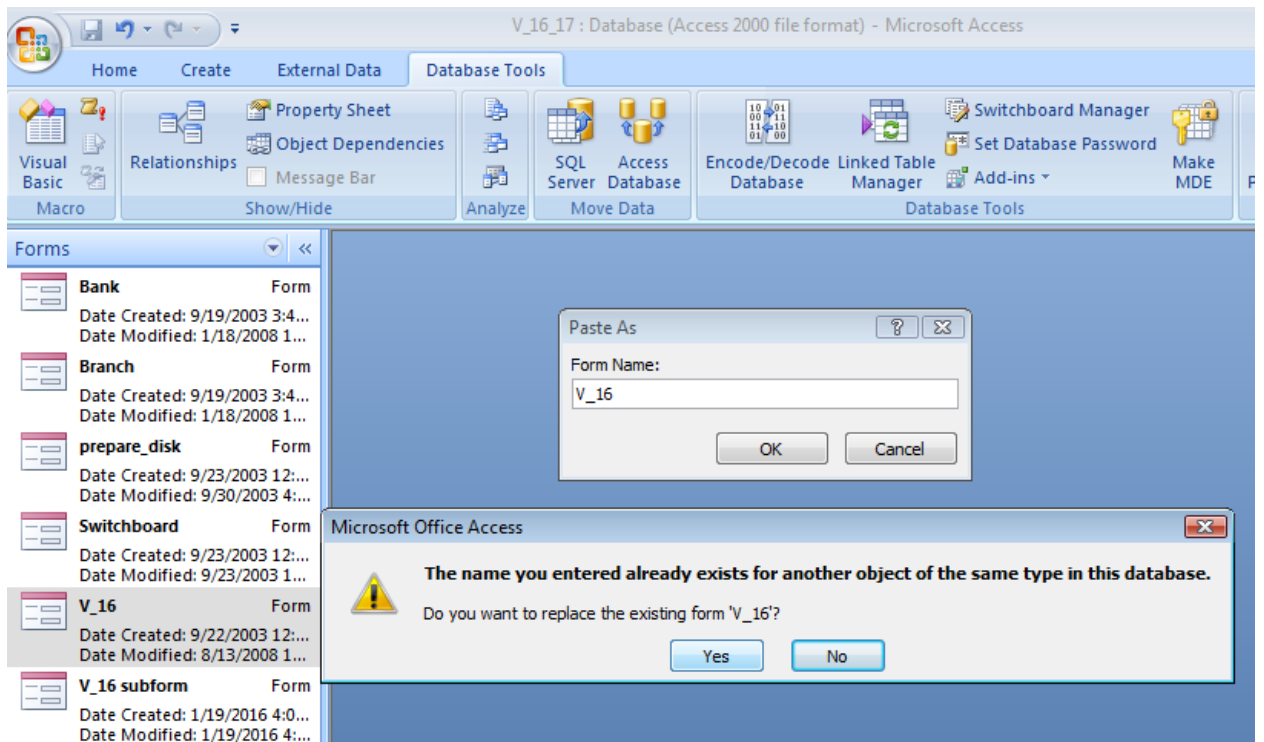 V_16_17 : Database (Access 2000 file format) - Microsoft Access
Home Create External Data Database Tools
Visual Basic
Macro
Relationships
Property Sheet
Object Dependencies
Message Bar
Show/Hide
Analyze
SQL Server
Access Database
Move Data
Encode/Decode Database
Linked Table Manager
Switchboard Manager
Set Database Password
Add-ins
Make MDE
Database Tools
Forms
Bank Form
Date Created: 9/19/2003 3:4...
Date Modified: 1/18/2008 1...
Branch Form
Date Created: 9/19/2003 3:4...
Date Modified: 1/18/2008 1...
prepare_disk Form
Date Created: 9/23/2003 12:...
Date Modified: 9/30/2003 4:...
Switchboard Form
Date Created: 9/23/2003 12:...
Date Modified: 9/23/2003 1...
V_16 Form
Date Created: 9/22/2003 12:...
Date Modified: 8/13/2008 1...
V_16 subform Form
Date Created: 1/19/2016 4:0...
Date Modified: 1/19/2016 4:...
Paste As
Form Name:
V_16
OK Cancel
Microsoft Office Access
The name you entered already exists for another object of the same type in this database.
Do you want to replace the existing form 'V_16'?
Yes No